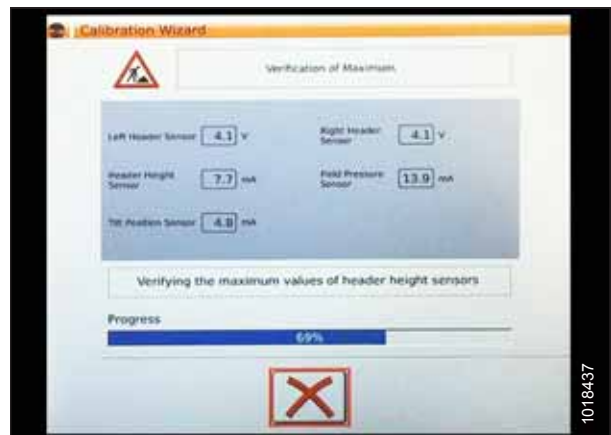 Calibration Wizard
Verification of Maximum
Left Header Sensor 4.1 V
Right Header Sensor 4.1 V
Header Height Sensor 7.7 mA
Field Pressure Sensor 13.9 mA
Tilt Position Sensor 4.8 mA
Verifying the maximum values of header height sensors
Progress
69%
1018437